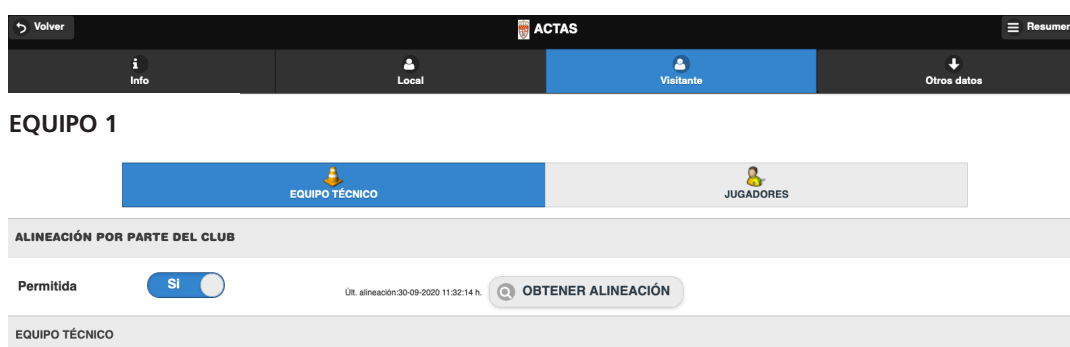 Volver
ACTAS
Resumen
Info
Local
Visitante
Otros datos
EQUIPO 1
EQUIPO TÉCNICO
JUGADORES
ALINEACIÓN POR PARTE DEL CLUB
Permitida
Si
Últ. alineación:30-09-2020 11:32:14 h.
OBTENER ALINEACIÓN
EQUIPO TÉCNICO